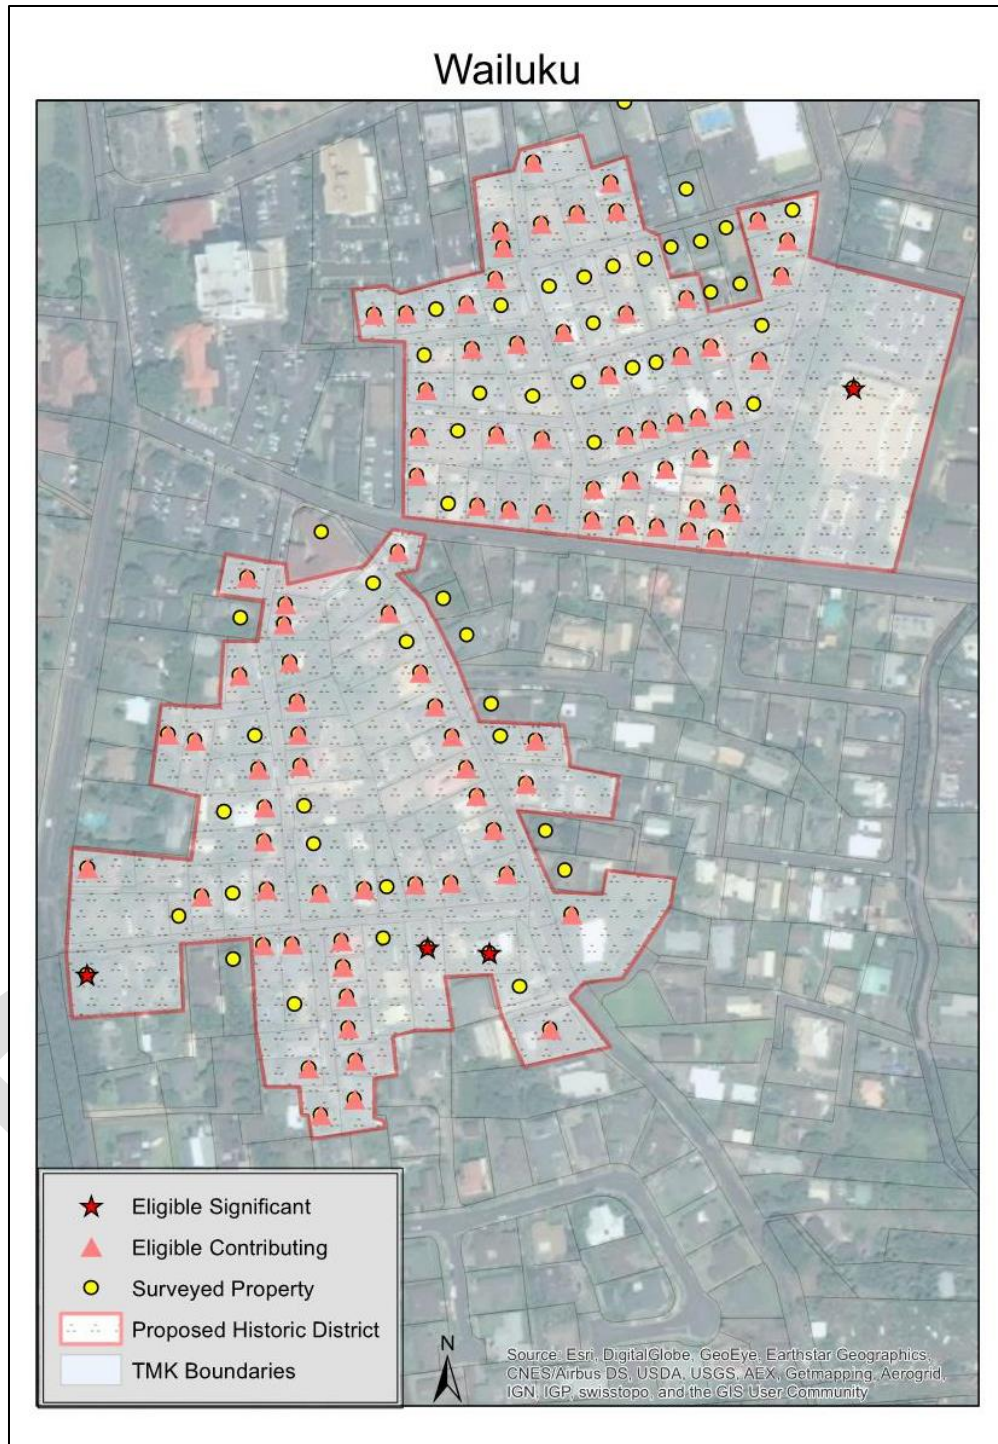 Wailuku
Eligible Significant
Eligible Contributing
Surveyed Property
Proposed Historic District
TMK Boundaries
N
Source: Esri, DigitalGlobe, GeoEye, Earthstar Geographics,
CNES/Airbus DS, USDA, USGS, AEX, Getmapping, Aerogrid,
IGN, IGP, swisstopo, and the GIS User Community